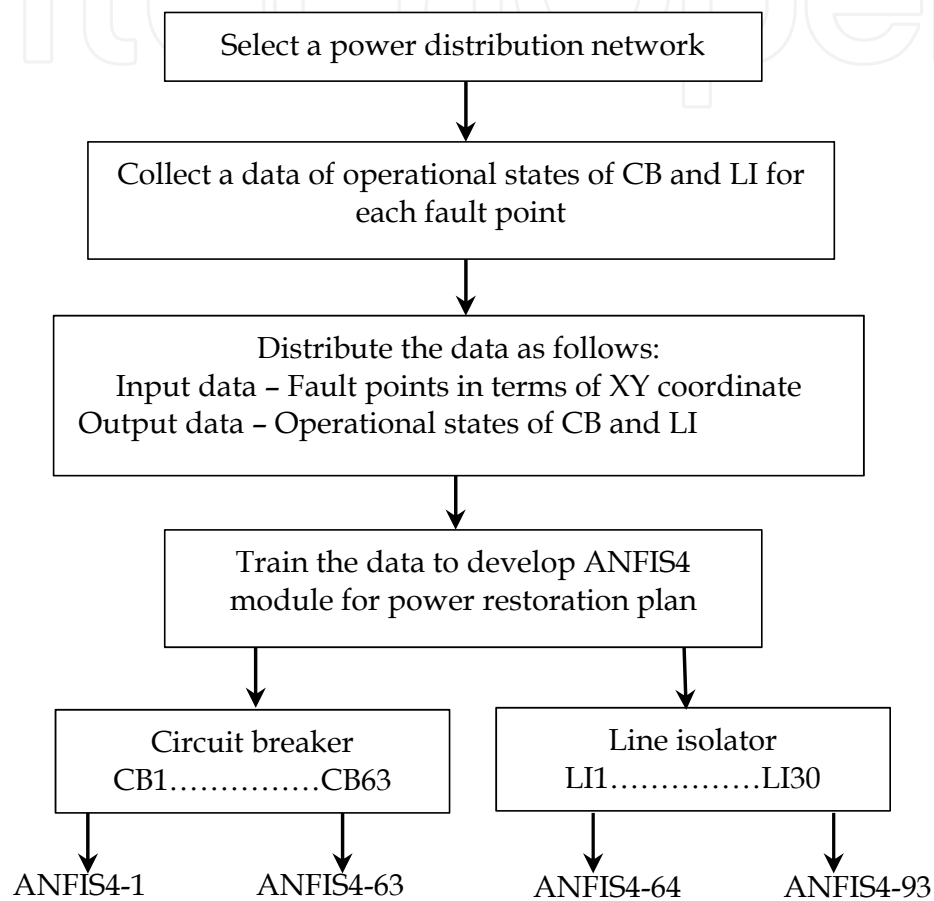 Select a power distribution network
Collect a data of operational states of CB and LI for
each fault point
Distribute the data as follows:
Input data – Fault points in terms of XY coordinate
Output data – Operational states of CB and LI
Train the data to develop ANFIS4
module for power restoration plan
Circuit breaker
CB1……………CB63
Line isolator
LI1……………LI30
ANFIS4-1
ANFIS4-63
ANFIS4-64
ANFIS4-93